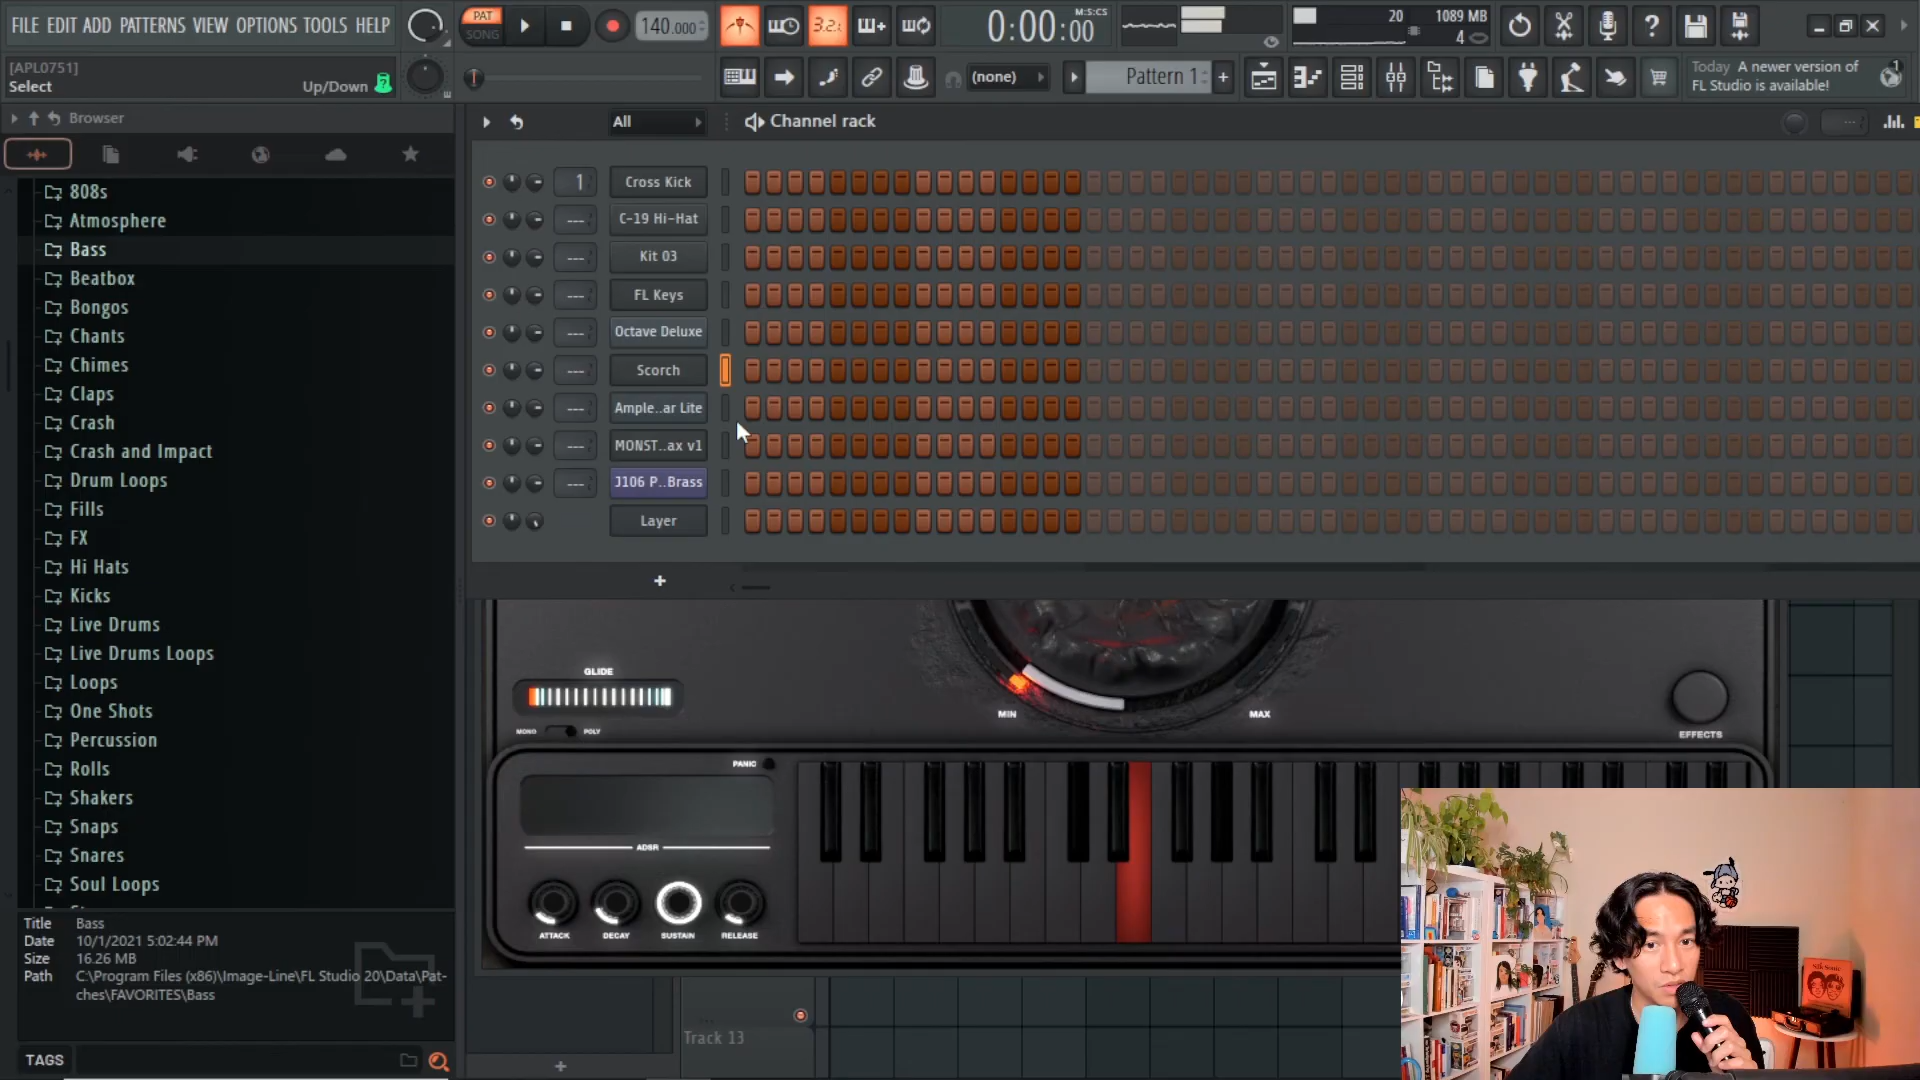 FILE EDIT ADD PATTERNS VIEW OPTIONS TOOLS HELP
PAT
SONG
140.000
3.2.
0:00:00
M:S:CS
20
1089 MB
4
[APL0751]
Select
Up/Down
(none)
Pattern 1
Today A newer version of
FL Studio is available!
1
Browser
All
Channel rack
808s
Atmosphere
Bass
Beatbox
Bongos
Chants
Chimes
Claps
Crash
Crash and Impact
Drum Loops
Fills
FX
Hi Hats
Kicks
Live Drums
Live Drums Loops
Loops
One Shots
Percussion
Rolls
Shakers
Snaps
Snares
Soul Loops
1
Cross Kick
--- C-19 Hi-Hat
--- Kit 03
--- FL Keys
--- Octave Deluxe
--- Scorch
--- Ample..ar Lite
--- MONST..ax v1
--- J106 P..Brass
Layer
GLIDE
MONO
POLY
MIN
MAX
EFFECTS
PANIC
ADSR
ATTACK
DECAY
SUSTAIN
RELEASE
Title Bass
Date 10/1/2021 5:02:44 PM
Size 16.26 MB
Path C:\Program Files (x86)\Image-Line\FL Studio 20\Data\Pat-
ches\FAVORITES\Bass
TAGS
Track 13